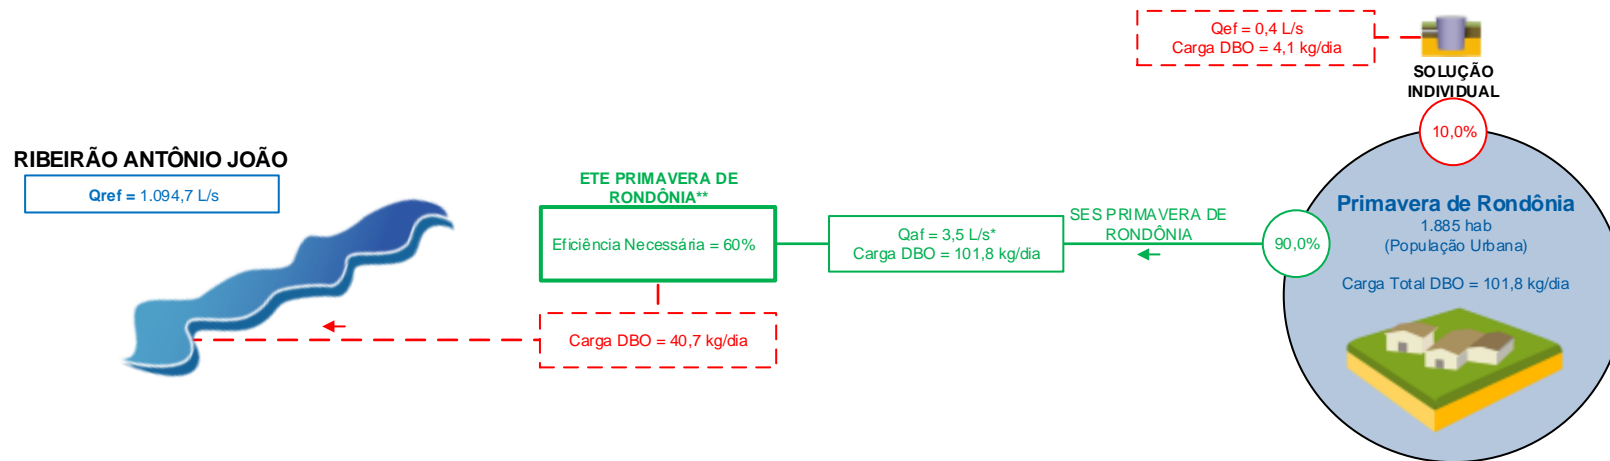 Qef = 0,4 L/s
Carga DBO = 4,1 kg/dia
SOLUÇÃO
INDIVIDUAL
10,0%
RIBEIRÃO ANTÔNIO JOÃO
Qref = 1.094,7 L/s
ETE PRIMAVERA DE
RONDÔNIA**
Eficiência Necessária = 60%
Carga DBO = 40,7 kg/dia
Qaf = 3,5 L/s*
Carga DBO = 101,8 kg/dia
SES PRIMAVERA DE
RONDÔNIA
90,0%
Primavera de Rondônia
1.885 hab
(População Urbana)
Carga Total DBO = 101,8 kg/dia